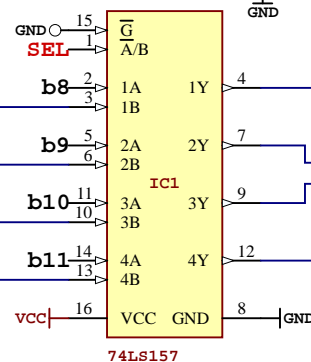 GND
GND 15 G
SEL 1 A/B
b8 2 1A 1Y 4
3 1B
b9 5 2A 2Y 7
6 2B
IC1
b10 11 3A 3Y 9
10 3B
b11 14 4A 4Y 12
13 4B
VCC 16 VCC GND 8 GND
74LS157